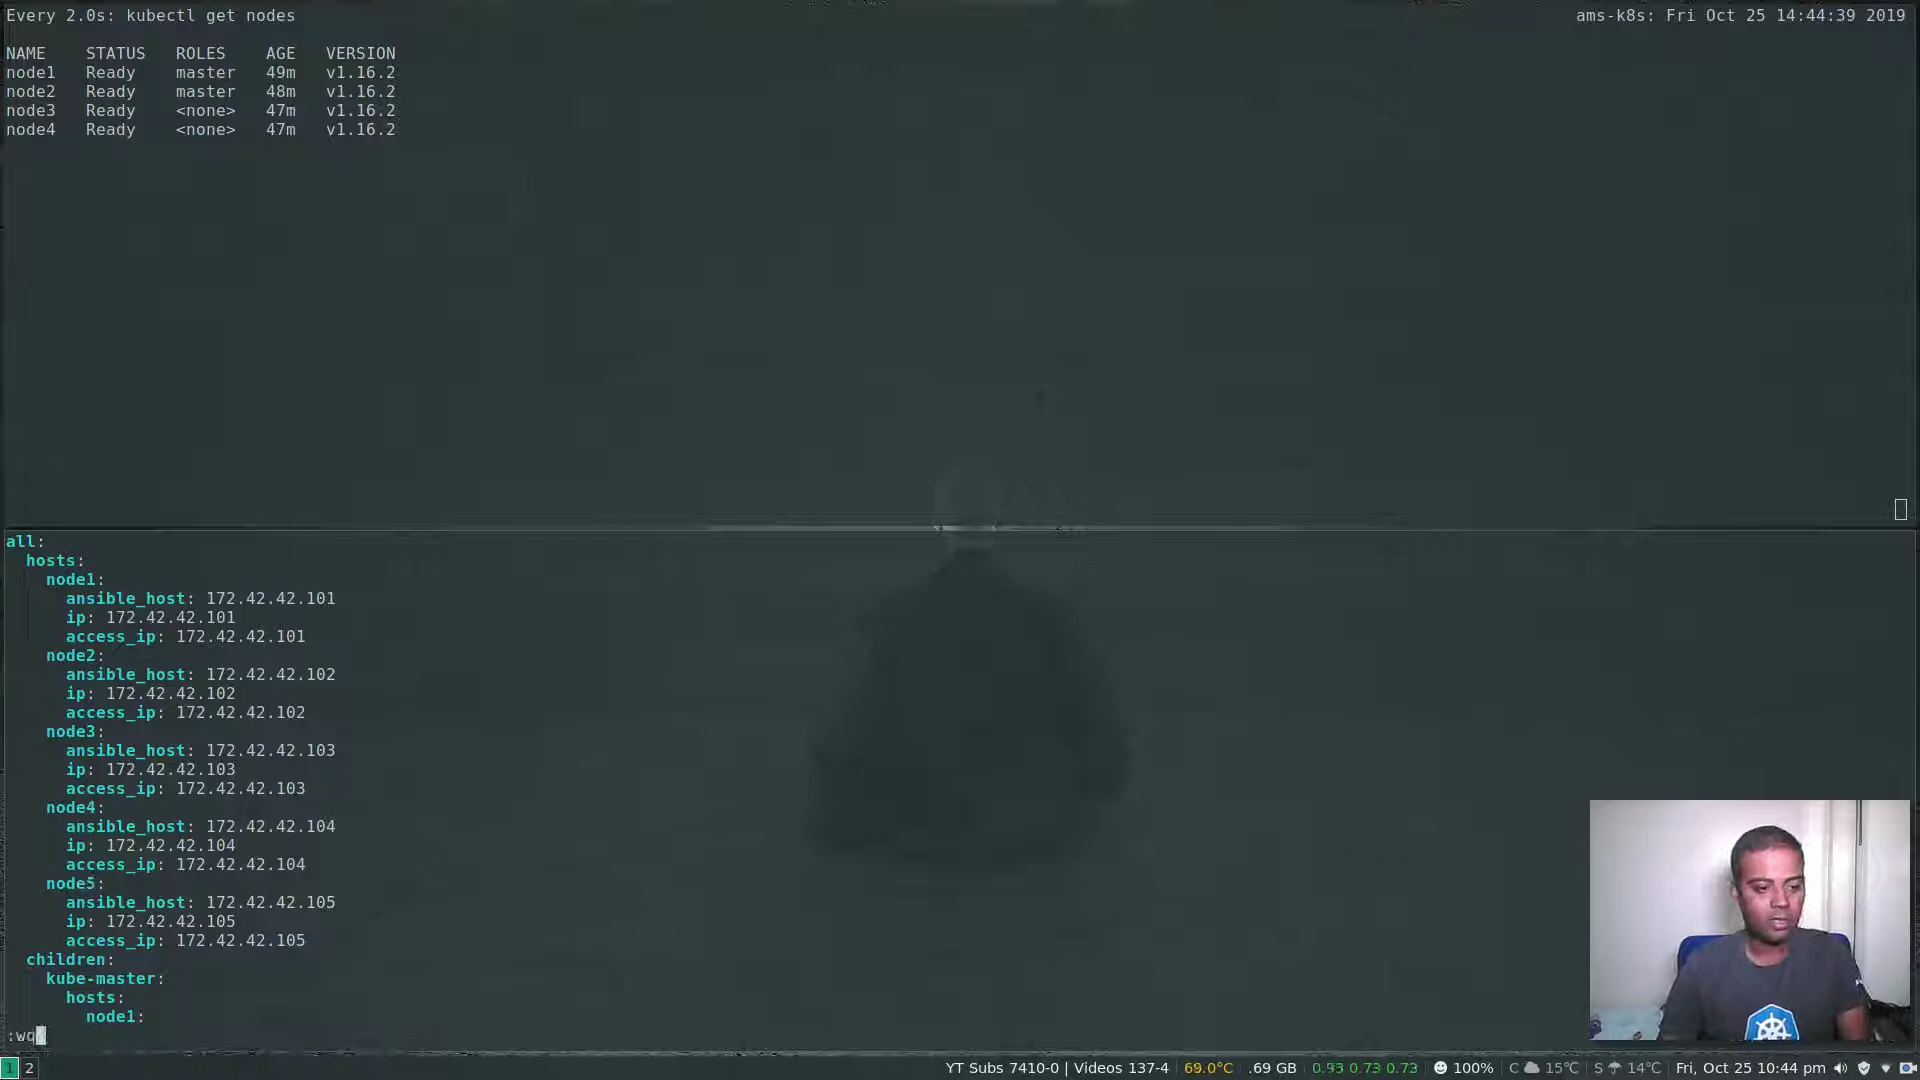 Every 2.0s: kubectl get nodes
ams-k8s: Fri Oct 25 14:44:39 2019
NAME STATUS ROLES AGE VERSION
node1 Ready master 49m v1.16.2
node2 Ready master 48m v1.16.2
node3 Ready <none> 47m v1.16.2
node4 Ready <none> 47m v1.16.2
all:
hosts:
node1:
ansible_host: 172.42.42.101
ip: 172.42.42.101
access_ip: 172.42.42.101
node2:
ansible_host: 172.42.42.102
ip: 172.42.42.102
access_ip: 172.42.42.102
node3:
ansible_host: 172.42.42.103
ip: 172.42.42.103
access_ip: 172.42.42.103
node4:
ansible_host: 172.42.42.104
ip: 172.42.42.104
access_ip: 172.42.42.104
node5:
ansible_host: 172.42.42.105
ip: 172.42.42.105
access_ip: 172.42.42.105
children:
kube-master:
hosts:
node1:
:wq
1 2 YT Subs 7410-0 | Videos 137-4 69.0°C .69 GB 0.93 0.73 0.73 100% C 15°C S 14°C Fri, Oct 25 10:44 pm